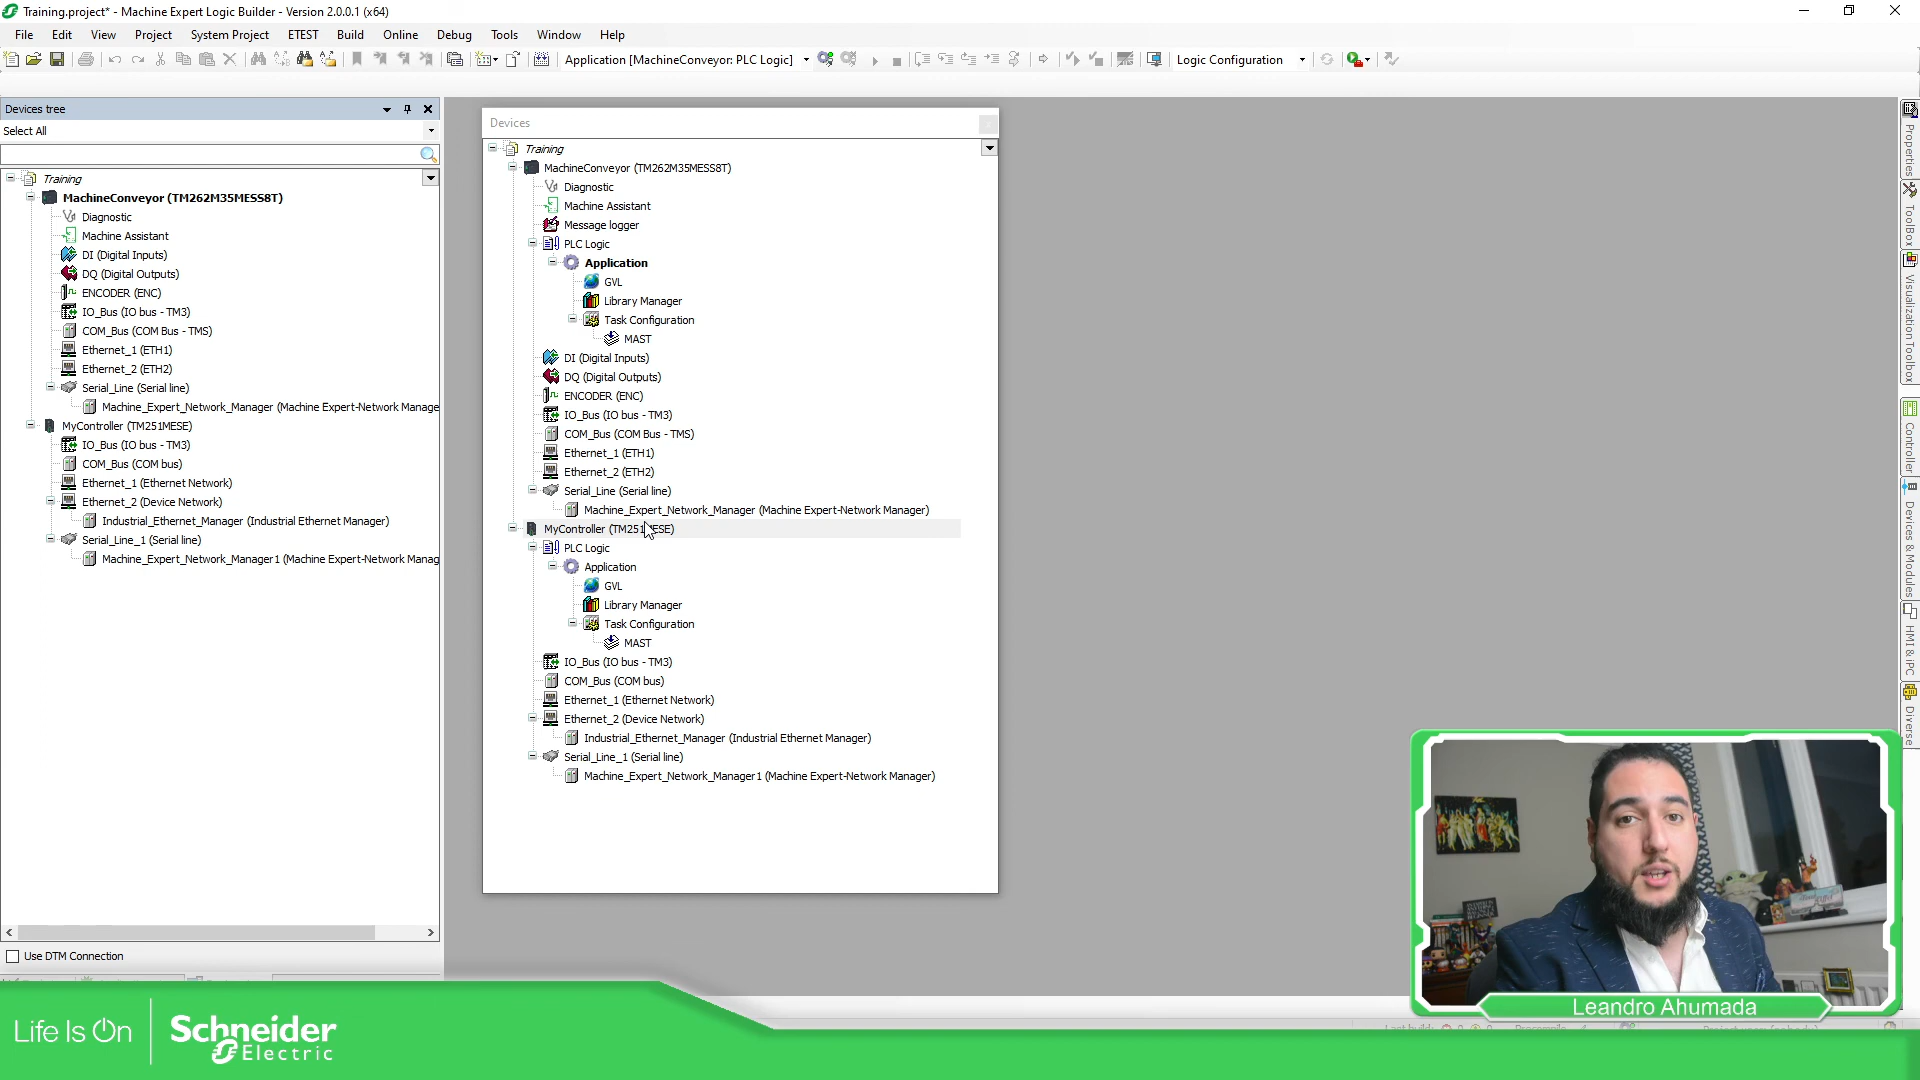 Training.project* - Machine Expert Logic Builder - Version 2.0.0.1 (x64)
File Edit View Project System Project ETEST Build Online Debug Tools Window Help
Application [MachineConveyor: PLC Logic] Logic Configuration
Devices tree
Select All
Training
MachineConveyor (TM262M35MESS8T)
Diagnostic
Machine Assistant
DI (Digital Inputs)
DQ (Digital Outputs)
ENCODER (ENC)
IO_Bus (IO bus - TM3)
COM_Bus (COM Bus - TMS)
Ethernet_1 (ETH1)
Ethernet_2 (ETH2)
Serial_Line (Serial line)
Machine_Expert_Network_Manager (Machine Expert-Network Manage
MyController (TM251MESE)
IO_Bus (IO bus - TM3)
COM_Bus (COM bus)
Ethernet_1 (Ethernet Network)
Ethernet_2 (Device Network)
Industrial_Ethernet_Manager (Industrial Ethernet Manager)
Serial_Line_1 (Serial line)
Machine_Expert_Network_Manager1 (Machine Expert-Network Manag
Use DTM Connection
Devices
Training
MachineConveyor (TM262M35MESS8T)
Diagnostic
Machine Assistant
Message logger
PLC Logic
Application
GVL
Library Manager
Task Configuration
MAST
DI (Digital Inputs)
DQ (Digital Outputs)
ENCODER (ENC)
IO_Bus (IO bus - TM3)
COM_Bus (COM Bus - TMS)
Ethernet_1 (ETH1)
Ethernet_2 (ETH2)
Serial_Line (Serial line)
Machine_Expert_Network_Manager (Machine Expert-Network Manager)
MyController (TM251MESE)
PLC Logic
Application
GVL
Library Manager
Task Configuration
MAST
IO_Bus (IO bus - TM3)
COM_Bus (COM bus)
Ethernet_1 (Ethernet Network)
Ethernet_2 (Device Network)
Industrial_Ethernet_Manager (Industrial Ethernet Manager)
Serial_Line_1 (Serial line)
Machine_Expert_Network_Manager1 (Machine Expert-Network Manager)
Properties
ToolBox
Visualization Toolbox
Controller
Devices & Modules
HMI & iPC
Diverse
Leandro Ahumada
Life Is On
Schneider
Electric